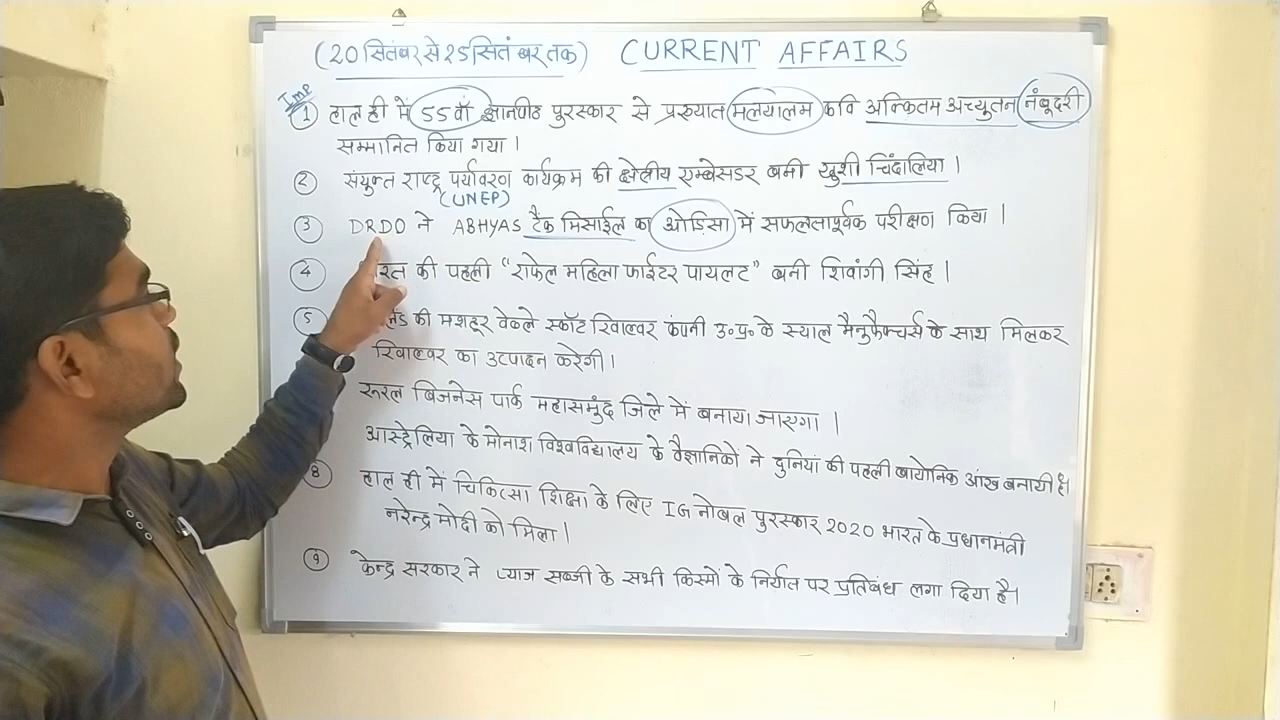 (20 सितंबर से 25 सितंबर तक) CURRENT AFFAIRS
Imp
1 हाल ही में 55 वाँ ज्ञानपीठ पुरस्कार से प्रख्यात मलयालम कवि अक्कितम अच्युतन नंबूदरी
सम्मानित किया गया।
2 संयुक्त राष्ट्र पर्यावरण कार्यक्रम की क्षेत्रीय एम्बेसडर बनी खुशी चिंदालिया।
(UNEP)
3 DRDO ने ABHYAS टैंक मिसाईल का ओडिसा में सफलतापूर्वक परीक्षण किया।
4 रत की पहली "राफेल महिला फाईटर पायलट" बनी शिवांगी सिंह।
5 लैंड की मशहूर वेबले स्कॉट रिवाल्वर कंपनी उ०प्र० के स्याल मैनुफैक्चर्स के साथ मिलकर
रिवाल्वर का उत्पादन करेगी।
रूरल बिजनेस पार्क महासमुंद जिले में बनाया जाएगा।
आस्ट्रेलिया के मोनाश विश्वविद्यालय के वैज्ञानिकों ने दुनियां की पहली बायोनिक आंख बनायी है।
8 हाल ही में चिकित्सा शिक्षा के लिए IG नोबल पुरस्कार 2020 भारत के प्रधानमंत्री
नरेन्द्र मोदी को मिला।
9 केन्द्र सरकार ने प्याज सब्जी के सभी किस्मों के निर्यात पर प्रतिबंध लगा दिया है।